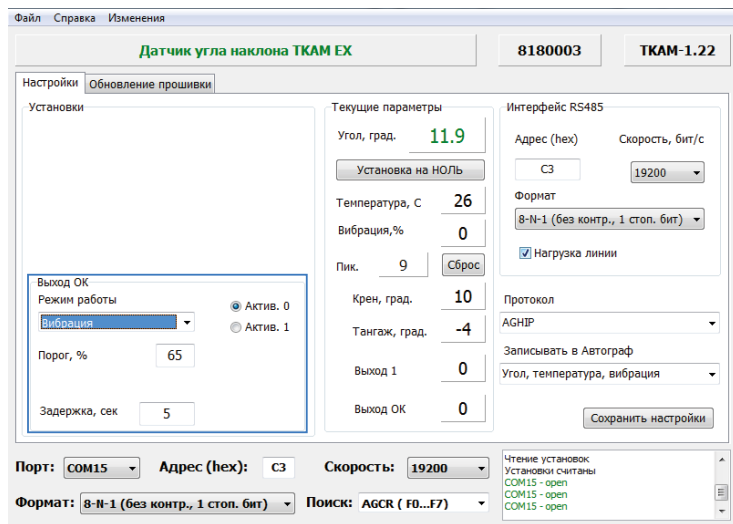 Файл Справка Изменения
Датчик угла наклона TKAM EX 8180003 TKAM-1.22
Настройки Обновление прошивки
Установки
Выход ОК
Режим работы
Вибрация
Актив. 0
Актив. 1
Порог, % 65
Задержка, сек 5
Текущие параметры
Угол, град. 11.9
Установка на НОЛЬ
Температура, С 26
Вибрация,% 0
Пик. 9 Сброс
Крен, град. 10
Тангаж, град. -4
Выход 1 0
Выход ОК 0
Интерфейс RS485
Адрес (hex) Скорость, бит/с
C3 19200
Формат
8-N-1 (без контр., 1 стоп. бит)
Нагрузка линии
Протокол
AGHIP
Записывать в Автограф
Угол, температура, вибрация
Сохранить настройки
Порт: COM15 Адрес (hex): C3 Скорость: 19200
Формат: 8-N-1 (без контр., 1 стоп. бит) Поиск: AGCR ( F0...F7)
Чтение установок
Установки считаны
COM15 - open
COM15 - open
COM15 - open